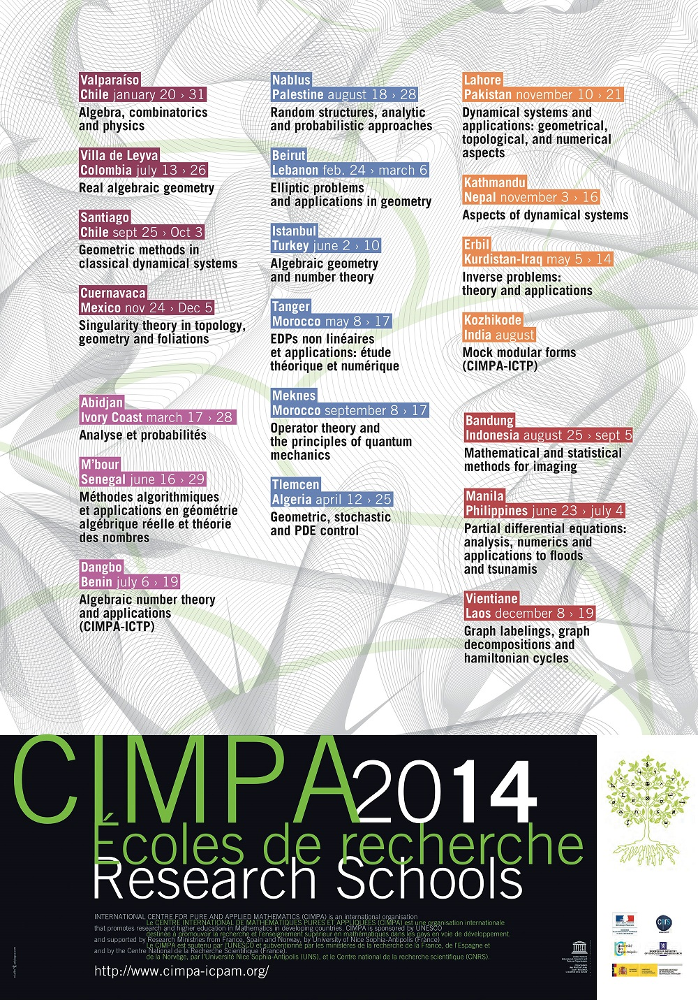 Valparaíso
Chile january 20 › 31
Algebra, combinatorics
and physics
Villa de Leyva
Colombia july 13 › 26
Real algebraic geometry
Santiago
Chile sept 25 › Oct 3
Geometric methods in
classical dynamical systems
Cuernavaca
Mexico nov 24 › Dec 5
Singularity theory in topology,
geometry and foliations
Abidjan
Ivory Coast march 17 › 28
Analyse et probabilités
M'bour
Senegal june 16 › 29
Méthodes algorithmiques
et applications en géométrie
algébrique réelle et théorie
des nombres
Dangbo
Benin july 6 › 19
Algebraic number theory
and applications
(CIMPA-ICTP)
Nablus
Palestine august 18 › 28
Random structures, analytic
and probabilistic approaches
Beirut
Lebanon feb. 24 › march 6
Elliptic problems
and applications in geometry
Istanbul
Turkey june 2 › 10
Algebraic geometry
and number theory
Tanger
Morocco may 8 › 17
EDPs non linéaires
et applications: étude
théorique et numérique
Meknes
Morocco september 8 › 17
Operator theory and
the principles of quantum
mechanics
Tlemcen
Algeria april 12 › 25
Geometric, stochastic
and PDE control
Lahore
Pakistan november 10 › 21
Dynamical systems and
applications: geometrical,
topological, and numerical
aspects
Kathmandu
Nepal november 3 › 16
Aspects of dynamical systems
Erbil
Kurdistan-Iraq may 5 › 14
Inverse problems:
theory and applications
Kozhikode
India august
Mock modular forms
(CIMPA-ICTP)
Bandung
Indonesia august 25 › sept 5
Mathematical and statistical
methods for imaging
Manila
Philippines june 23 › july 4
Partial differential equations:
analysis, numerics and
applications to floods
and tsunamis
Vientiane
Laos december 8 › 19
Graph labelings, graph
decompositions and
hamiltonian cycles
CIMPA2014
Écoles de recherche
Research Schools
INTERNATIONAL CENTRE FOR PURE AND APPLIED MATHEMATICS (CIMPA) is an international organisation
Le CENTRE INTERNATIONAL DE MATHÉMATIQUES PURES ET APPLIQUÉES (CIMPA) est une organisation internationale
that promotes research and higher education in Mathematics in developing countries. CIMPA is sponsored by UNESCO
destinée à promouvoir la recherche et l'enseignement supérieur en mathématiques dans les pays en voie de développement.
and supported by Research Ministries from France, Spain and Norway, by University of Nice Sophia-Antipolis (France)
Le CIMPA est soutenu par l'UNESCO et subventionné par les ministères de la recherche de la France, de l'Espagne et
and by the Centre National de la Recherche Scientifique (France).
de la Norvège, par l'Université Nice Sophia-Antipolis (UNS), et le Centre national de la recherche scientifique (CNRS).
http://www.cimpa-icpam.org/
cnrs